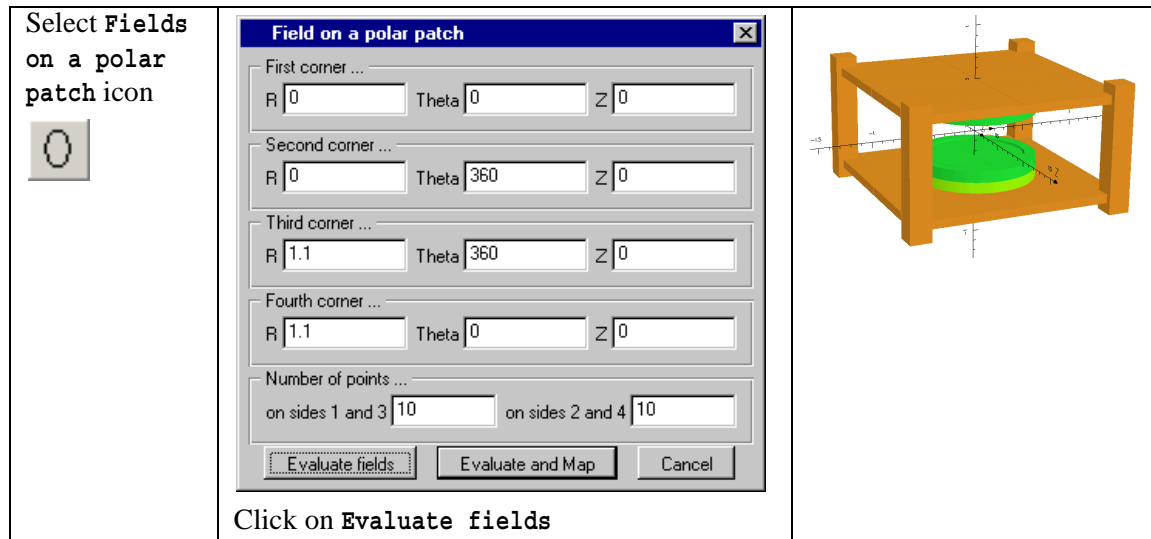 Select Fields
on a polar
patch icon
Field on a polar patch
First corner ...
R 0 Theta 0 Z 0
Second corner ...
R 0 Theta 360 Z 0
Third corner ...
R 1.1 Theta 360 Z 0
Fourth corner ...
R 1.1 Theta 0 Z 0
Number of points ...
on sides 1 and 3 10 on sides 2 and 4 10
Evaluate fields Evaluate and Map Cancel
Click on Evaluate fields
Z